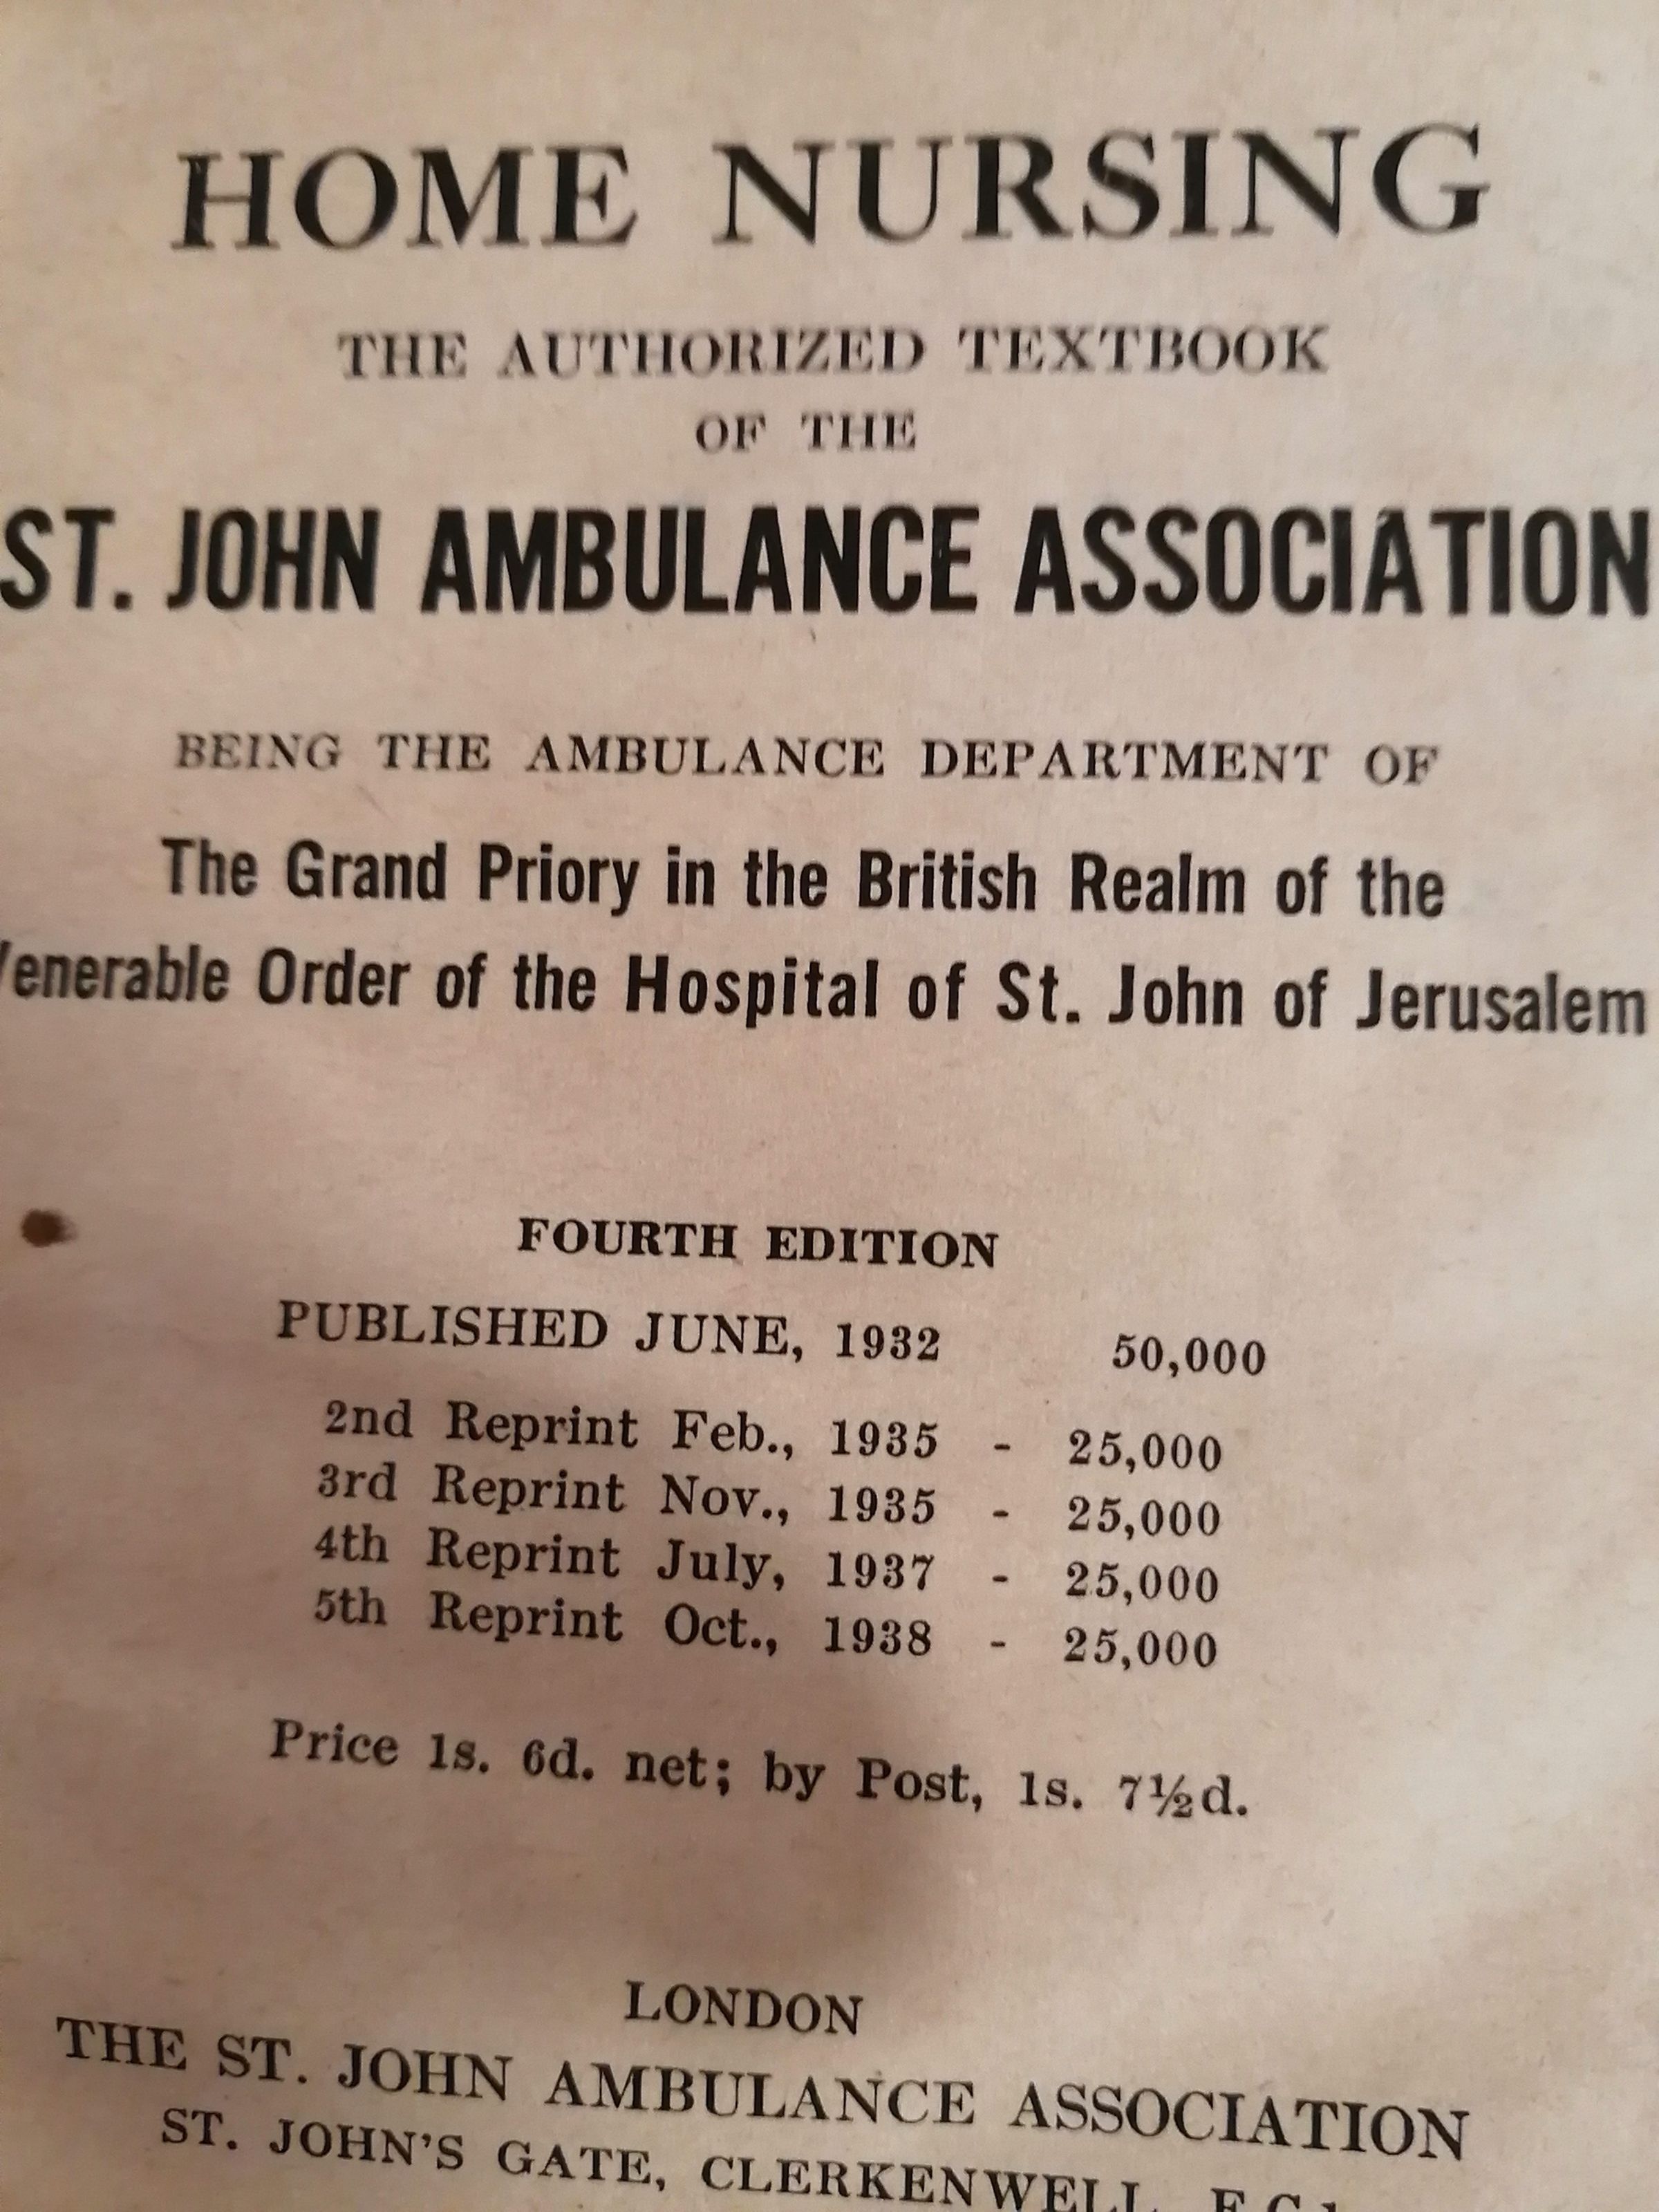 HOME NURSING
THE AUTHORIZED TEXTBOOK
OF THE
ST. JOHN AMBULANCE ASSOCIATION
BEING THE AMBULANCE DEPARTMENT OF
The Grand Priory in the British Realm of the
Venerable Order of the Hospital of St. John of Jerusalem
FOURTH EDITION
PUBLISHED JUNE, 1932 50,000
2nd Reprint Feb., 1935 - 25,000
3rd Reprint Nov., 1935 - 25,000
4th Reprint July, 1937 - 25,000
5th Reprint Oct., 1938 - 25,000
Price 1s. 6d. net; by Post, 1s. 7½d.
LONDON
THE ST. JOHN AMBULANCE ASSOCIATION
ST. JOHN'S GATE, CLERKENWELL,